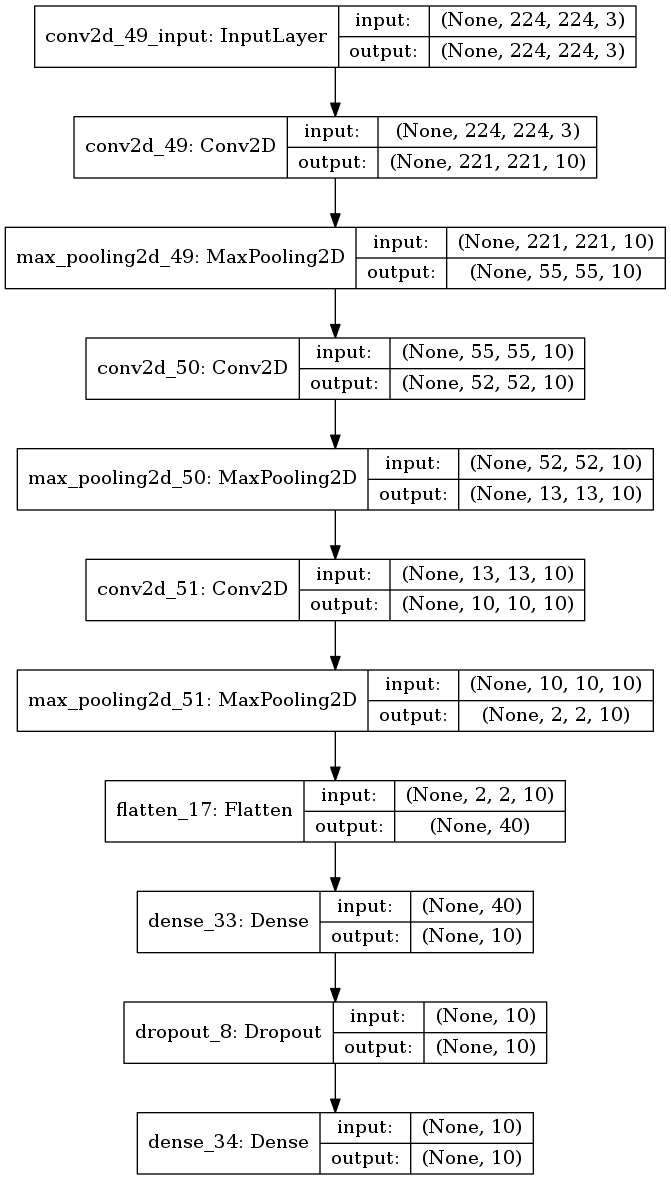 conv2d_49_input: InputLayer
input: (None, 224, 224, 3)
output: (None, 224, 224, 3)
conv2d_49: Conv2D
input: (None, 224, 224, 3)
output: (None, 221, 221, 10)
max_pooling2d_49: MaxPooling2D
input: (None, 221, 221, 10)
output: (None, 55, 55, 10)
conv2d_50: Conv2D
input: (None, 55, 55, 10)
output: (None, 52, 52, 10)
max_pooling2d_50: MaxPooling2D
input: (None, 52, 52, 10)
output: (None, 13, 13, 10)
conv2d_51: Conv2D
input: (None, 13, 13, 10)
output: (None, 10, 10, 10)
max_pooling2d_51: MaxPooling2D
input: (None, 10, 10, 10)
output: (None, 2, 2, 10)
flatten_17: Flatten
input: (None, 2, 2, 10)
output: (None, 40)
dense_33: Dense
input: (None, 40)
output: (None, 10)
dropout_8: Dropout
input: (None, 10)
output: (None, 10)
dense_34: Dense
input: (None, 10)
output: (None, 10)